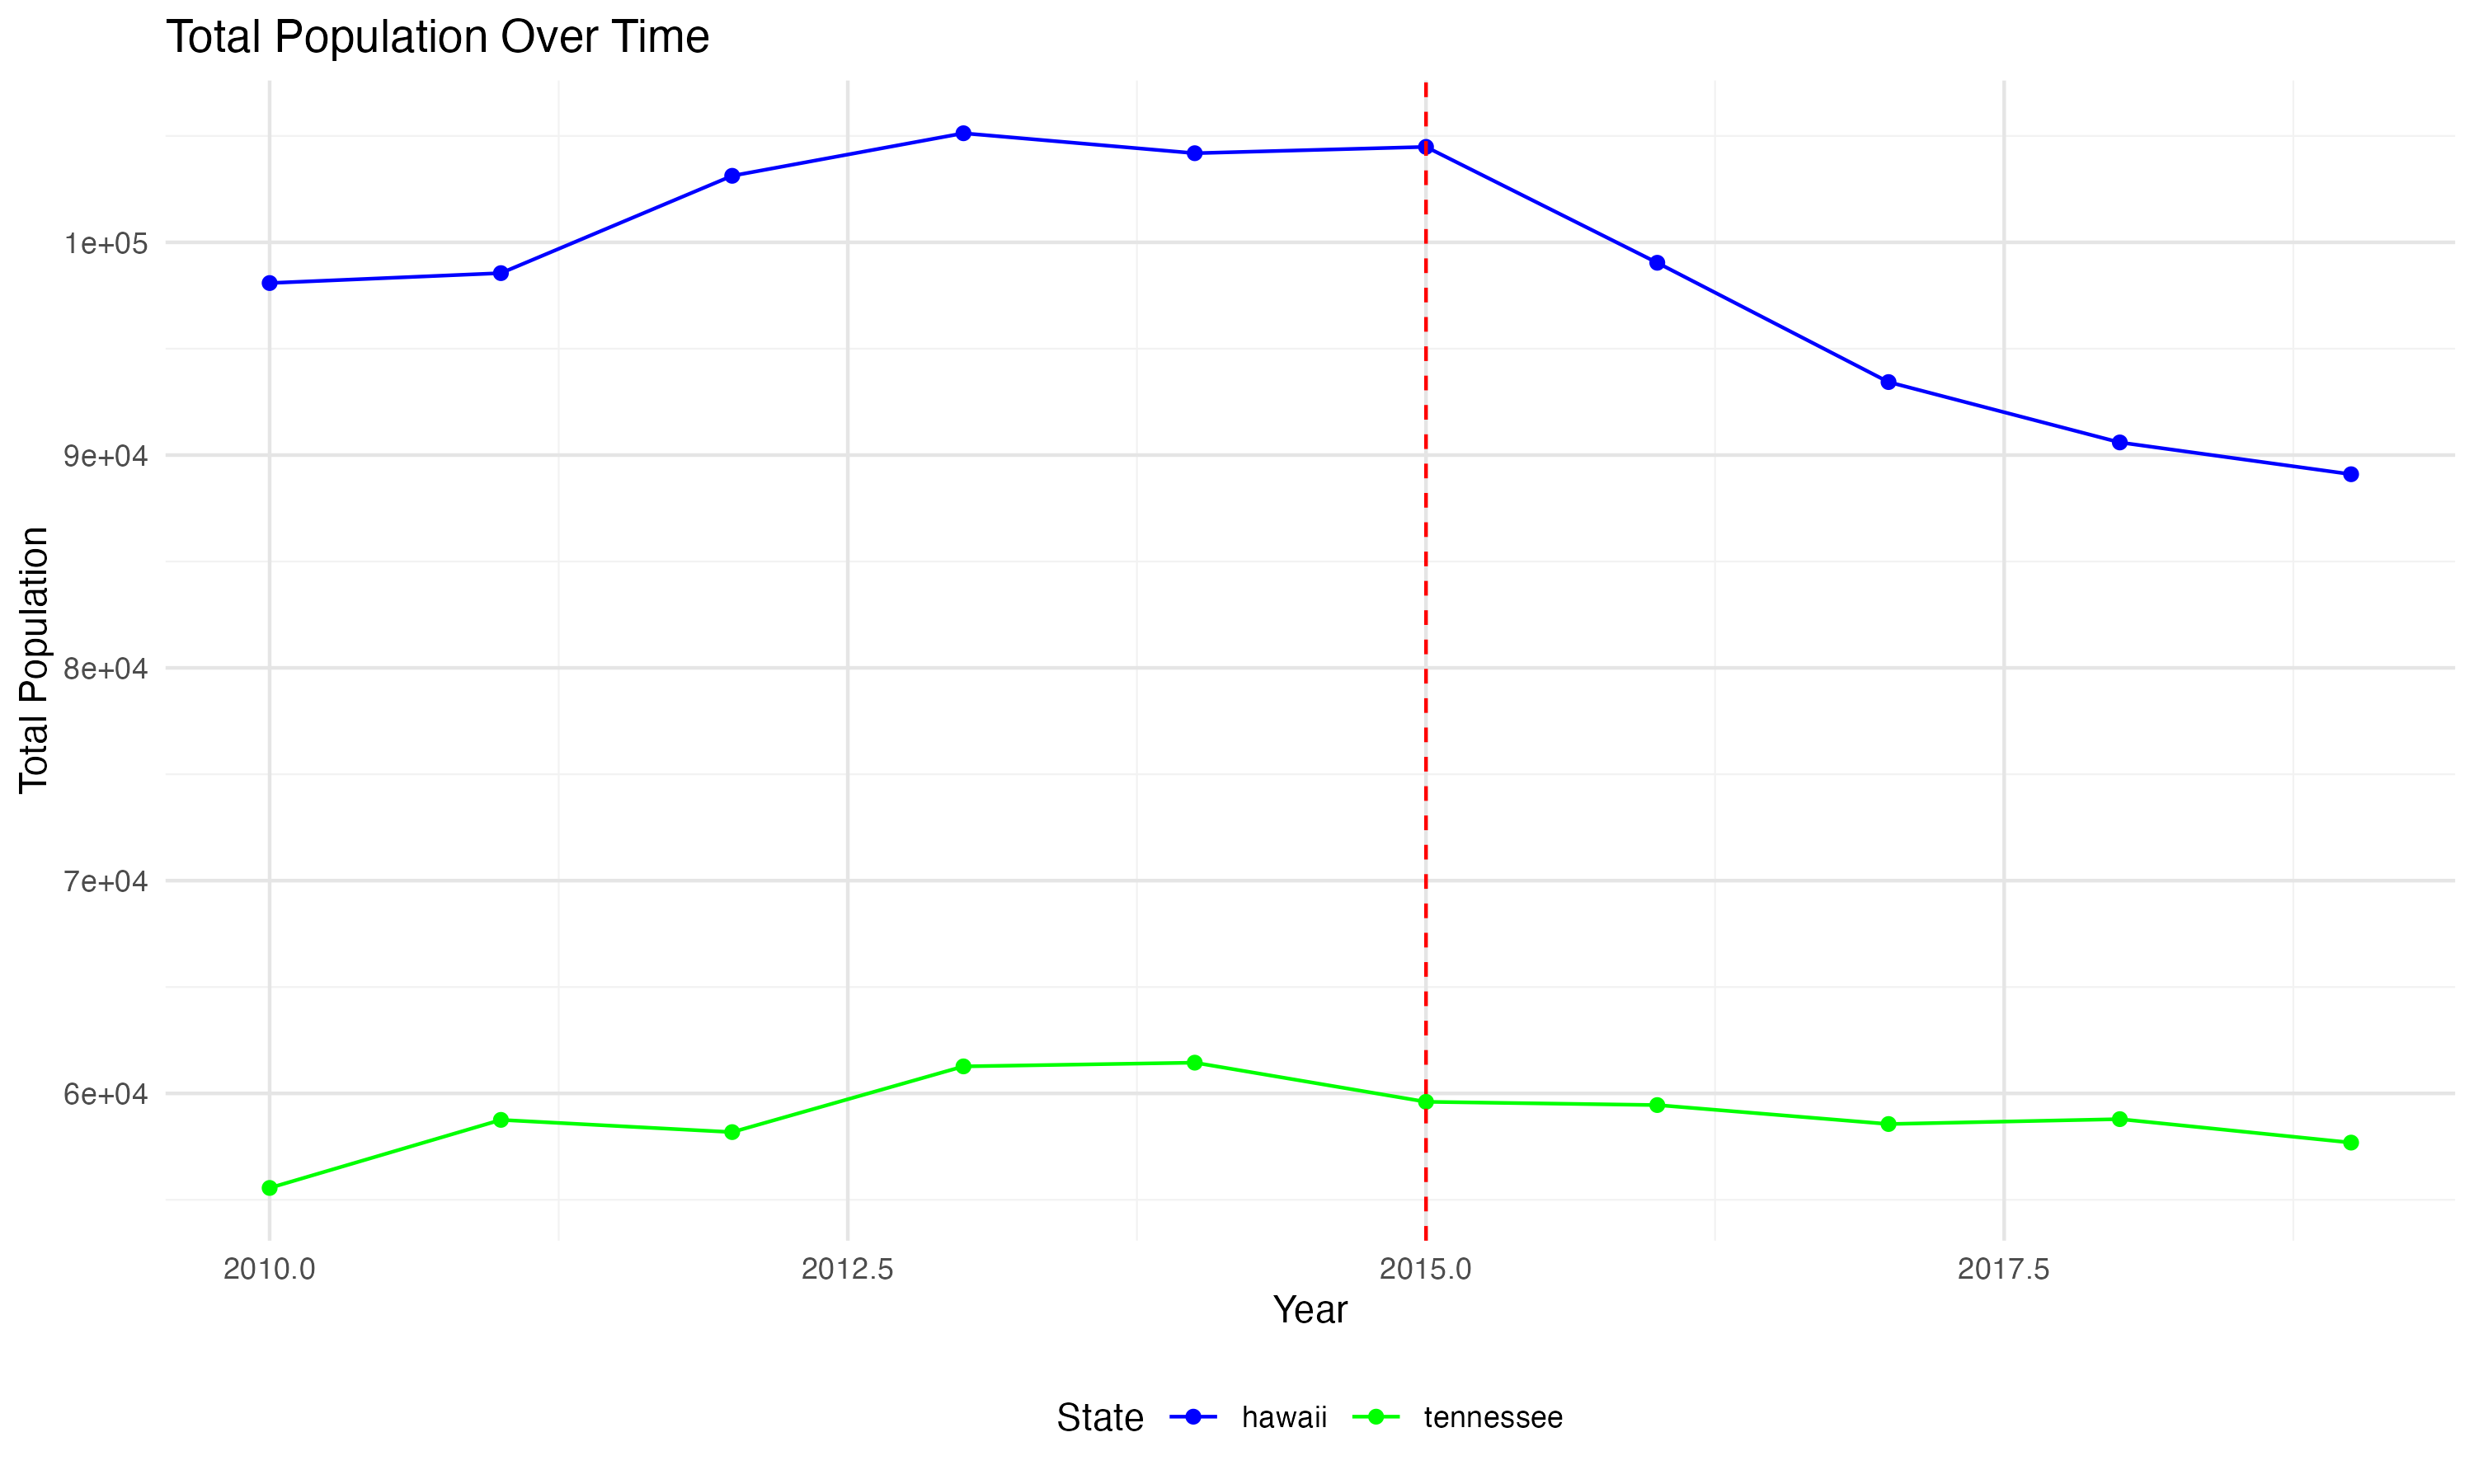 Total Population Over Time
Total Population
1e+05
9e+04
8e+04
7e+04
6e+04
2010.0 2012.5 2015.0 2017.5
Year
State hawaii tennessee